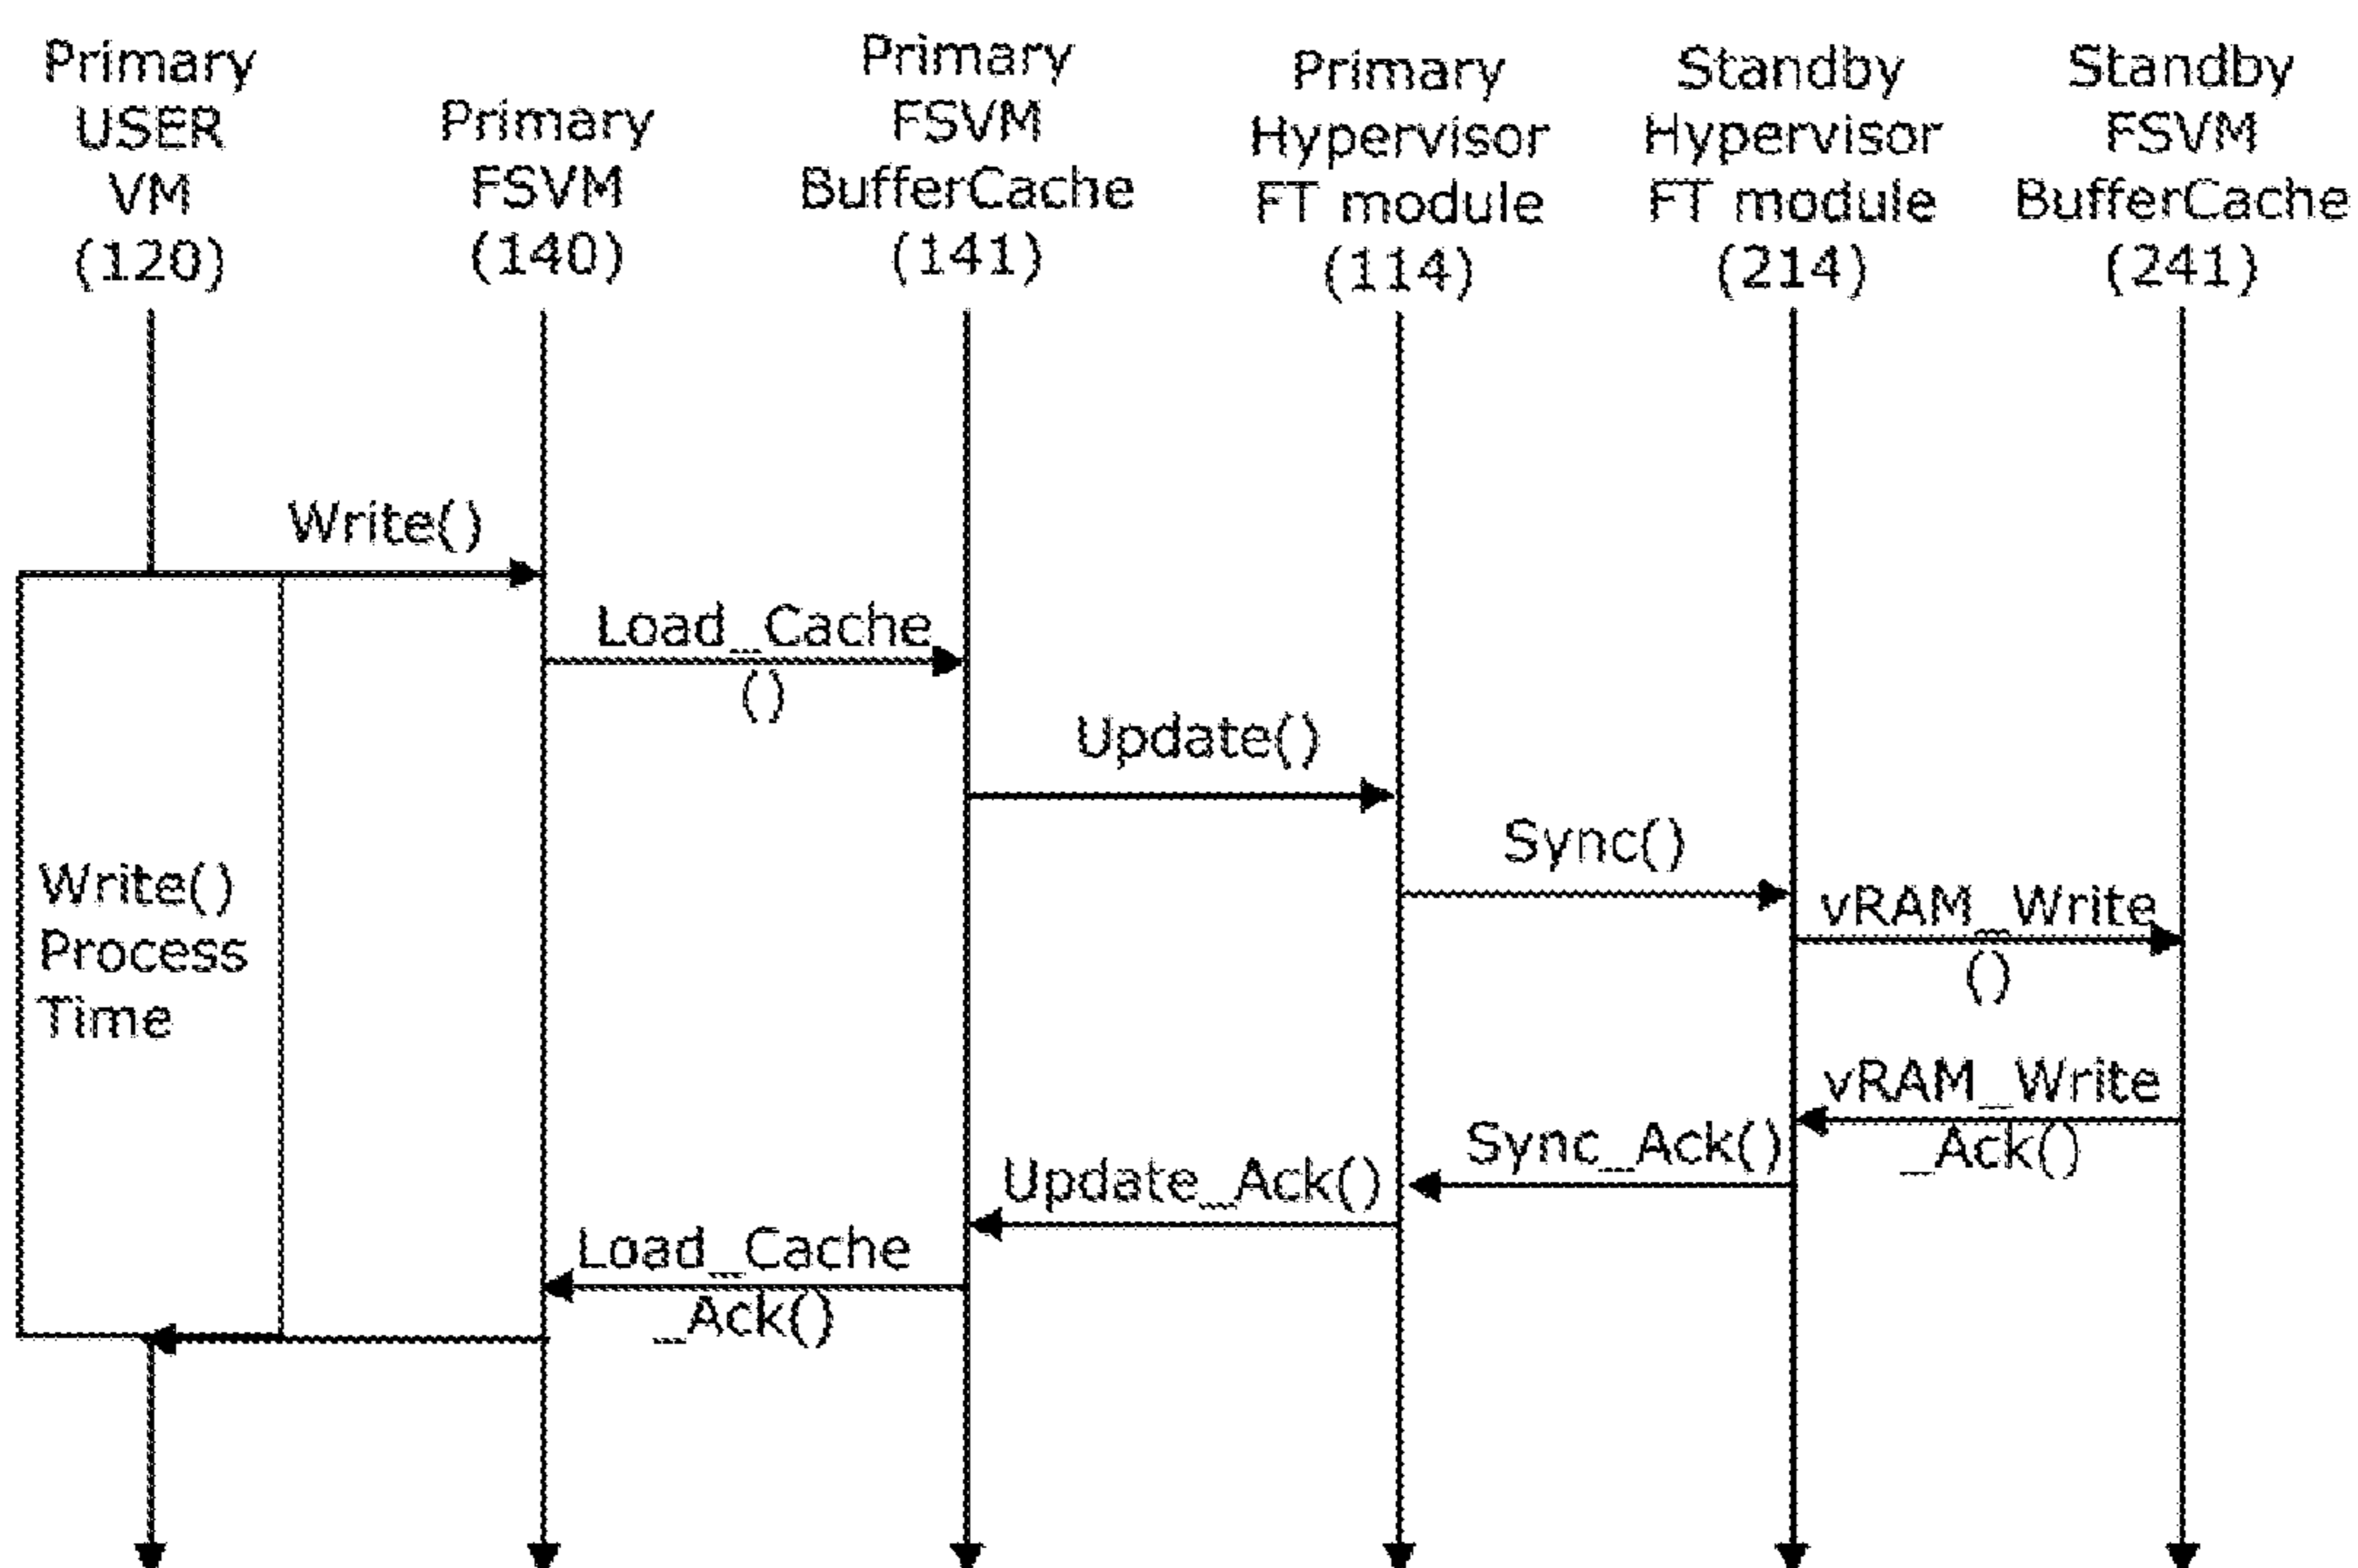 Primary
USER
VM
(120)
Primary
FSVM
(140)
Primary
FSVM
BufferCache
(141)
Primary
Hypervisor
FT module
(114)
Standby
Hypervisor
FT module
(214)
Standby
FSVM
BufferCache
(241)
Write()
Load_Cache
()
Update()
Sync()
vRAM_Write
()
Write()
Process
Time
vRAM_Write
_Ack()
Sync_Ack()
Update_Ack()
Load_Cache
_Ack()